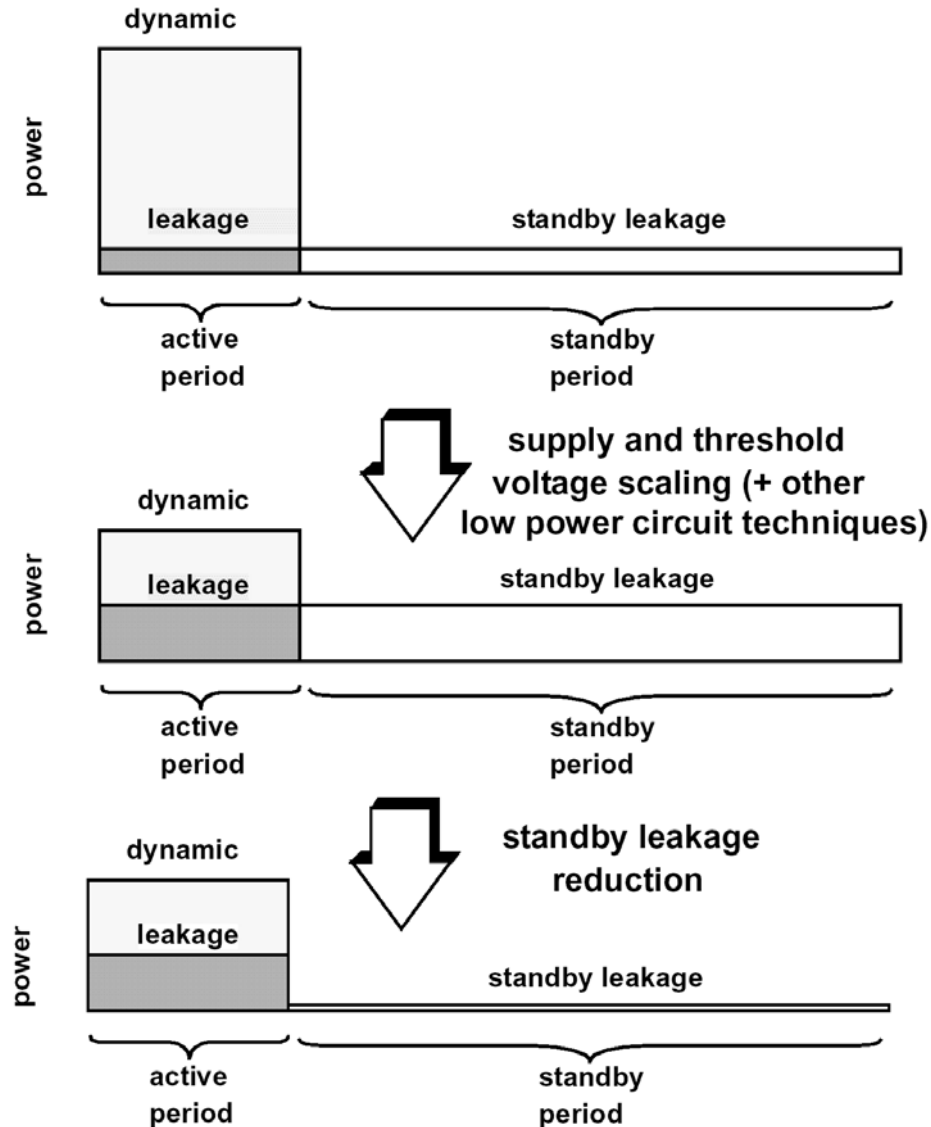 dynamic
power
leakage
standby leakage
active
period
standby
period
supply and threshold
voltage scaling (+ other
low power circuit techniques)
dynamic
power
leakage
standby leakage
active
period
standby
period
standby leakage
reduction
dynamic
power
leakage
standby leakage
active
period
standby
period